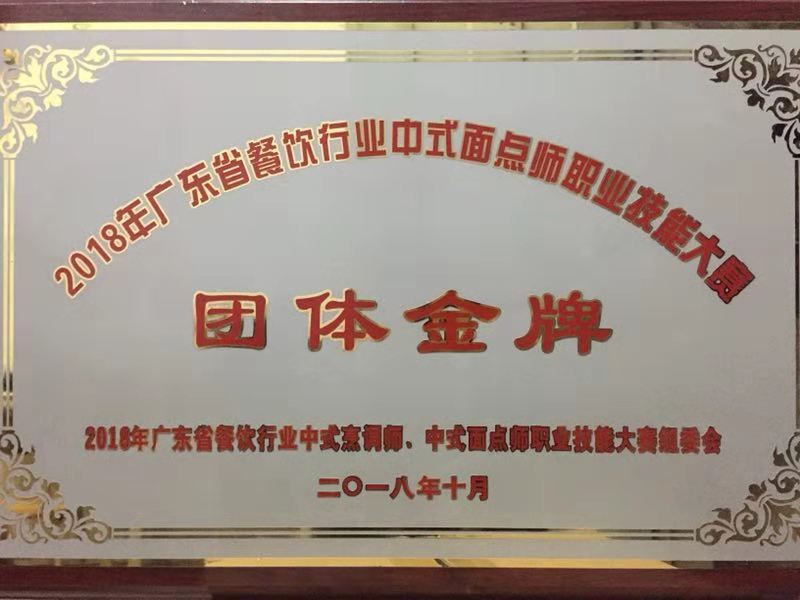 2018年广东省餐饮行业中式面点师职业技能大赛
团体金牌
2018年广东省餐饮行业中式烹调师、中式面点师职业技能大赛组委会
二〇一八年十月